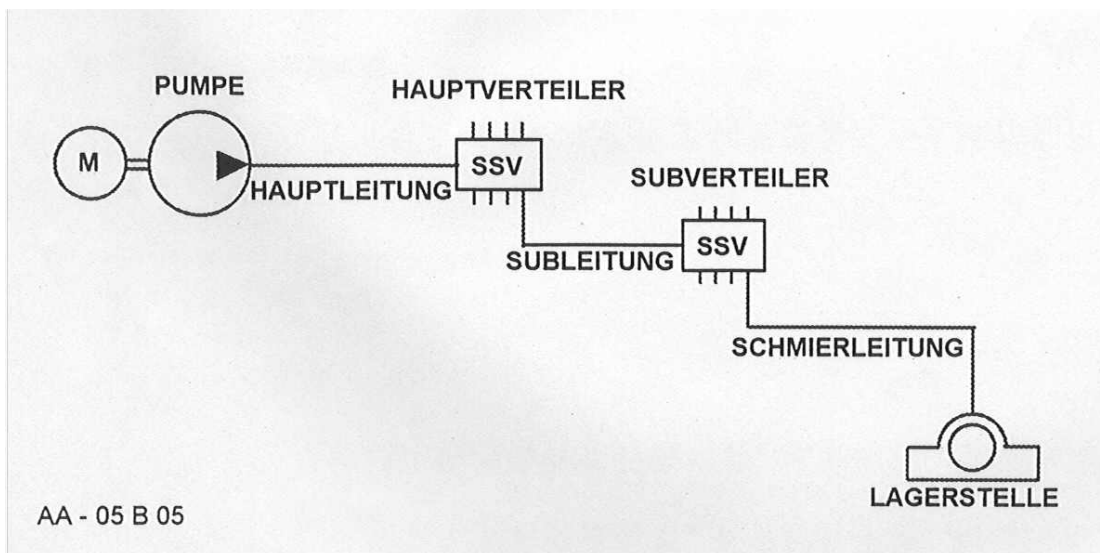 PUMPE
HAUPTVERTEILER
M
SSV
HAUPTLEITUNG
SUBVERTEILER
SSV
SUBLEITUNG
SCHMIERLEITUNG
LAGERSTELLE
AA - 05 B 05